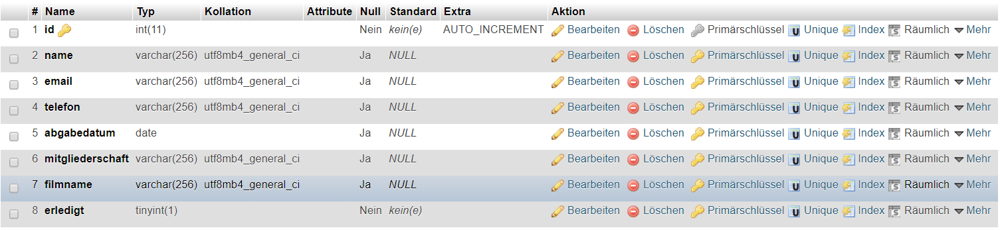 # Name Typ Kollation Attribute Null Standard Extra Aktion
1 id int(11) Nein kein(e) AUTO_INCREMENT Bearbeiten Löschen Primärschlüssel U Unique Index S Räumlich Mehr
2 name varchar(256) utf8mb4_general_ci Ja NULL Bearbeiten Löschen Primärschlüssel U Unique Index S Räumlich Mehr
3 email varchar(256) utf8mb4_general_ci Ja NULL Bearbeiten Löschen Primärschlüssel U Unique Index S Räumlich Mehr
4 telefon varchar(256) utf8mb4_general_ci Ja NULL Bearbeiten Löschen Primärschlüssel U Unique Index S Räumlich Mehr
5 abgabedatum date Ja NULL Bearbeiten Löschen Primärschlüssel U Unique Index S Räumlich Mehr
6 mitgliederschaft varchar(256) utf8mb4_general_ci Ja NULL Bearbeiten Löschen Primärschlüssel U Unique Index S Räumlich Mehr
7 filmname varchar(256) utf8mb4_general_ci Ja NULL Bearbeiten Löschen Primärschlüssel U Unique Index S Räumlich Mehr
8 erledigt tinyint(1) Nein kein(e) Bearbeiten Löschen Primärschlüssel U Unique Index S Räumlich Mehr